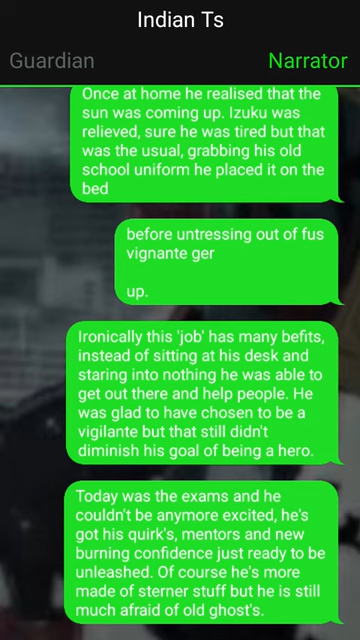 Indian Ts
Guardian
Narrator
Once at home he realised that the
sun was coming up. Izuku was
relieved, sure he was tired but that
was the usual, grabbing his old
school uniform he placed it on the
bed
before untressing out of fus
vignante ger
up.
Ironically this 'job' has many befits,
instead of sitting at his desk and
staring into nothing he was able to
get out there and help people. He
was glad to have chosen to be a
vigilante but that still didn't
diminish his goal of being a hero.
Today was the exams and he
couldn't be anymore excited, he's
got his quirk's, mentors and new
burning confidence just ready to be
unleashed. Of course he's more
made of sterner stuff but he is still
much afraid of old ghost's.